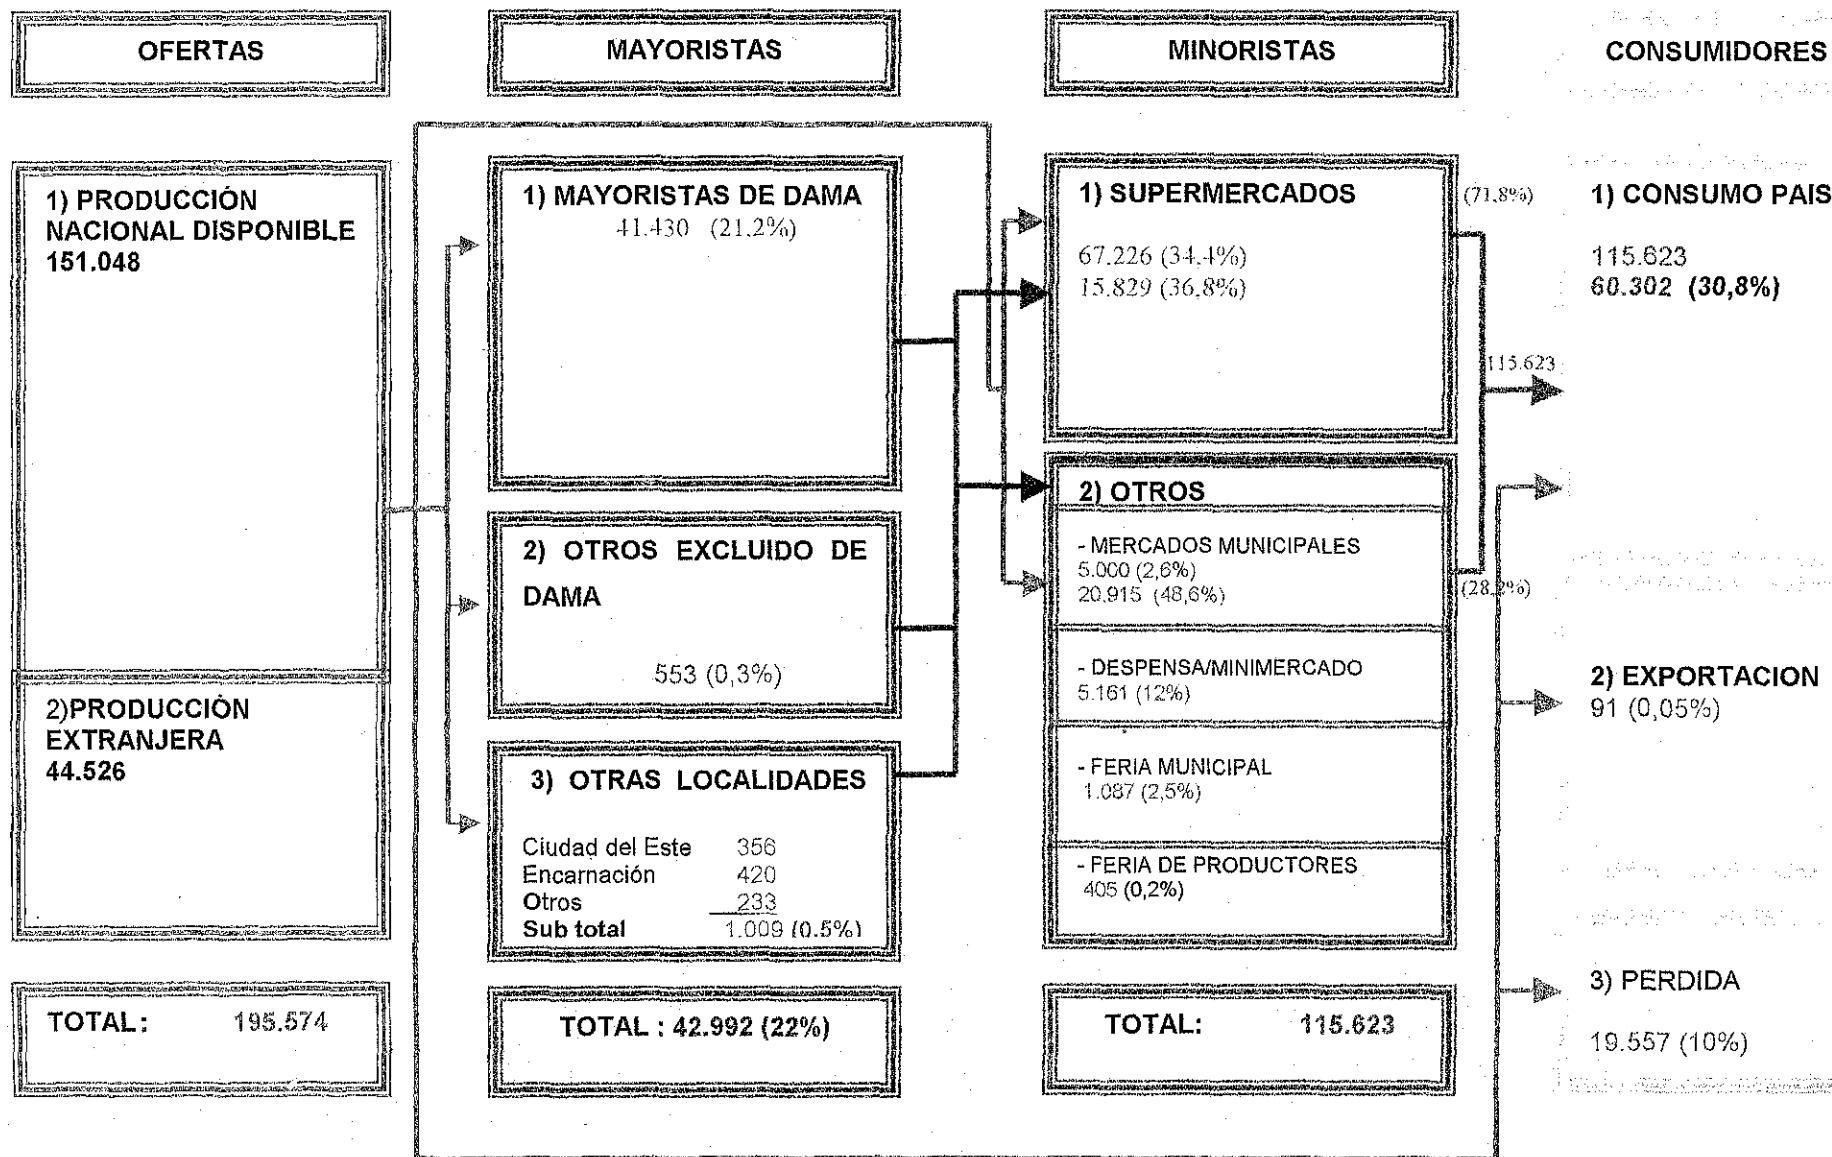 OFERTAS
MAYORISTAS
MINORISTAS
CONSUMIDORES
1) PRODUCCIÓN
NACIONAL DISPONIBLE
151.048
2)PRODUCCIÓN
EXTRANJERA
44.526
TOTAL: 195.574
1) MAYORISTAS DE DAMA
41.430 (21,2%)
2) OTROS EXCLUIDO DE
DAMA
553 (0,3%)
3) OTRAS LOCALIDADES
Ciudad del Este 356
Encarnación 420
Otros 233
Sub total 1.009 (0.5%)
TOTAL : 42.992 (22%)
1) SUPERMERCADOS
67.226 (34,4%)
15.829 (36,8%)
2) OTROS
- MERCADOS MUNICIPALES
5.000 (2,6%)
20.915 (48,6%)
- DESPENSA/MINIMERCADO
5.161 (12%)
- FERIA MUNICIPAL
1.087 (2,5%)
- FERIA DE PRODUCTORES
405 (0,2%)
TOTAL: 115.623
(71,8%)
115.623
(28,2%)
1) CONSUMO PAIS
115.623
60.302 (30,8%)
2) EXPORTACION
91 (0,05%)
3) PERDIDA
19.557 (10%)